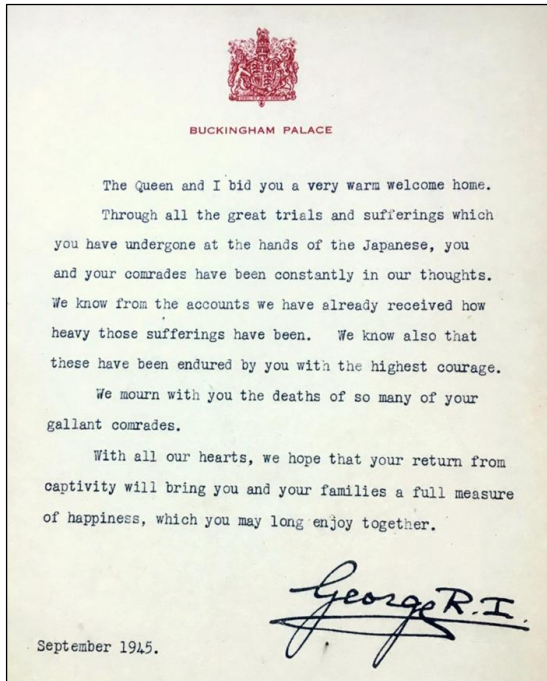 BUCKINGHAM PALACE
The Queen and I bid you a very warm welcome home.
Through all the great trials and sufferings which
you have undergone at the hands of the Japanese, you
and your comrades have been constantly in our thoughts.
We know from the accounts we have already received how
heavy those sufferings have been. We know also that
these have been endured by you with the highest courage.
We mourn with you the deaths of so many of your
gallant comrades.
With all our hearts, we hope that your return from
captivity will bring you and your families a full measure
of happiness, which you may long enjoy together.
George R.I.
September 1945.